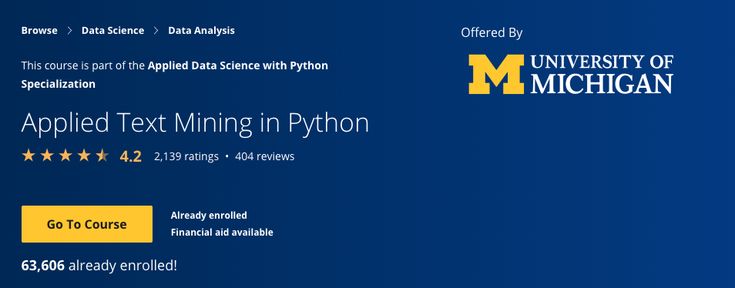 Browse > Data Science > Data Analysis
Offered By
UNIVERSITY OF
MICHIGAN
This course is part of the Applied Data Science with Python
Specialization
Applied Text Mining in Python
4.2 2,139 ratings • 404 reviews
Go To Course
Already enrolled
Financial aid available
63,606 already enrolled!